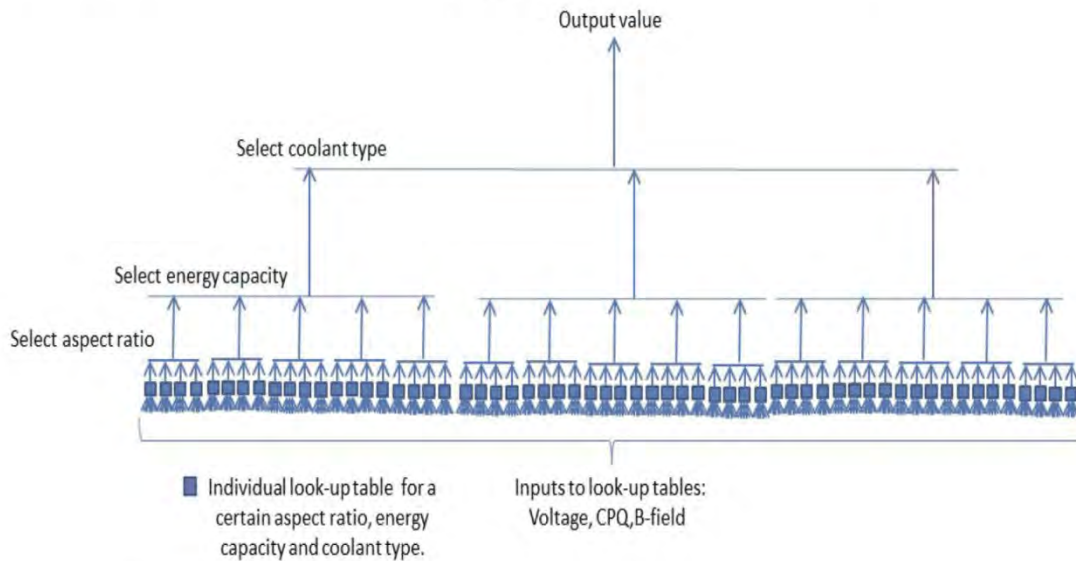 Output value
Select coolant type
Select energy capacity
Select aspect ratio
Individual look-up table for a
certain aspect ratio, energy
capacity and coolant type.
Inputs to look-up tables:
Voltage, CPQ,B-field